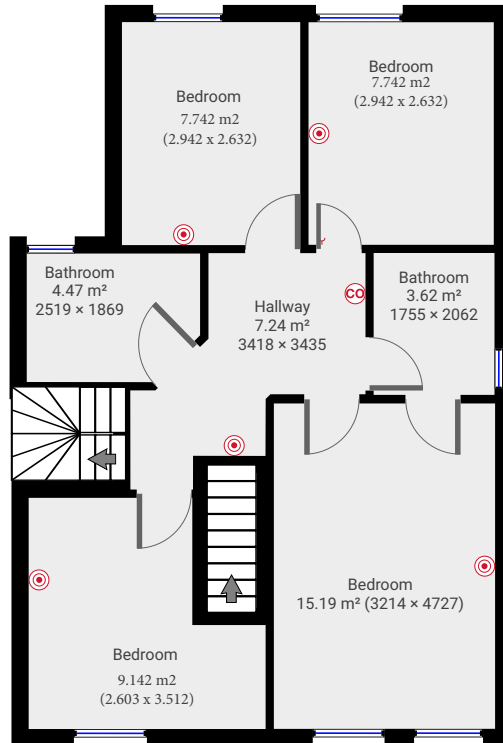 Bedroom
7.742 m2
(2.942 x 2.632)
Bedroom
7.742 m2
(2.942 x 2.632)
Bathroom
4.47 m²
2519 × 1869
Hallway
7.24 m²
3418 × 3435
CO
Bathroom
3.62 m²
1755 × 2062
Bedroom
15.19 m² (3214 × 4727)
Bedroom
9.142 m2
(2.603 x 3.512)